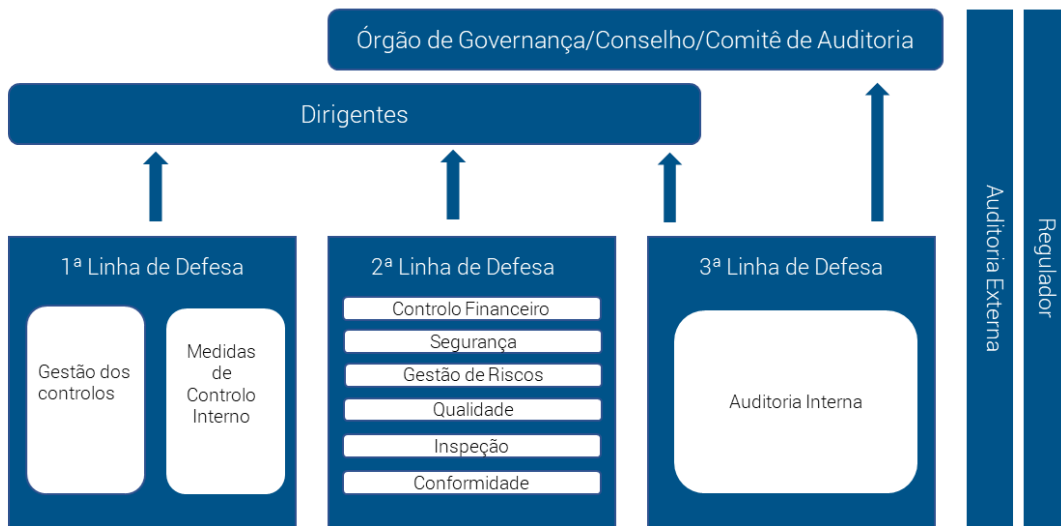 Órgão de Governança/Conselho/Comitê de Auditoria
Dirigentes
1ª Linha de Defesa
Gestão dos
controlos
Medidas
de
Controlo
Interno
2ª Linha de Defesa
Controlo Financeiro
Segurança
Gestão de Riscos
Qualidade
Inspeção
Conformidade
3ª Linha de Defesa
Auditoria Interna
Auditoria Externa
Regulador